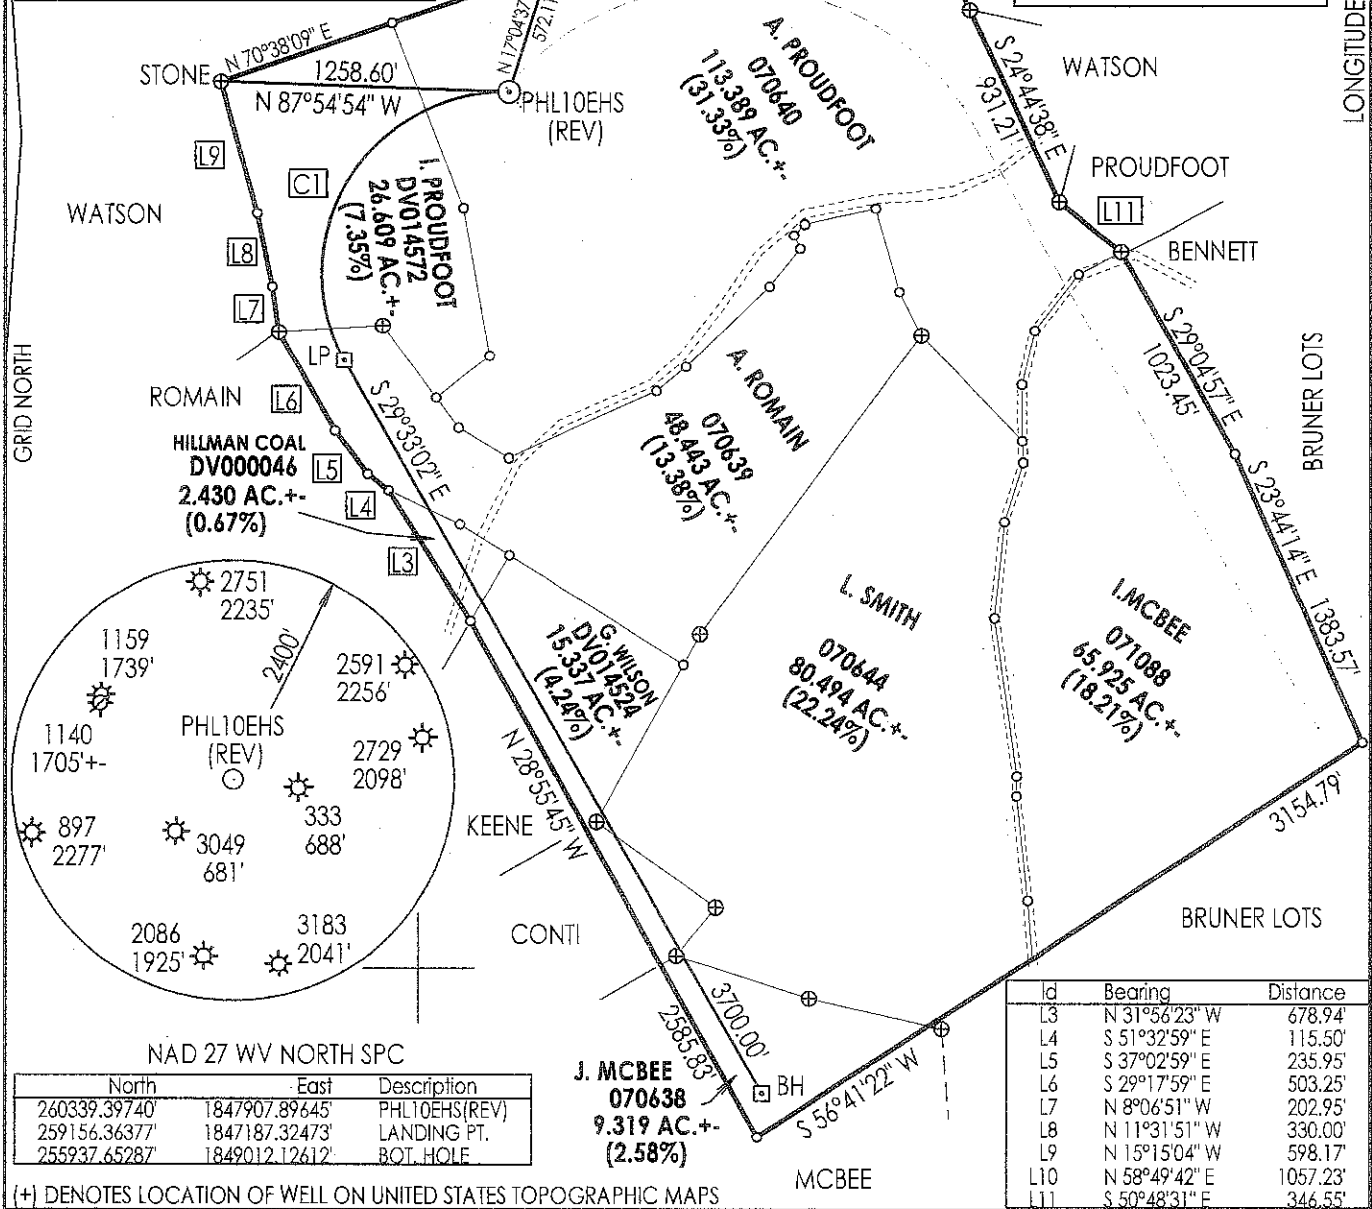 N 70°38'09" E
STONE
1258.60'
N 87°54'54" W
N 17°04'37
572.11
PHL10EHS
(REV)
A. PROUDFOOT
070640
113.389 AC.+-
(31.33%)
S 24°44'38" E
931.21'
WATSON
LONGITUDE
L9
C1
I. PROUDFOOT
DV014572
26.609 AC.+-
(7.35%)
PROUDFOOT
L11
BENNETT
WATSON
L8
L7
GRID NORTH
LP
ROMAIN
L6
S 29°33'02" E
S 29°04'57" E
1023.45'
BRUNER LOTS
A. ROMAIN
070639
48.443 AC.+-
(13.38%)
HILLMAN COAL
DV000046
2.430 AC.+-
(0.67%)
L5
L4
L3
S 23°44'14" E 1383.57'
2751
2235'
2400'
1159
1739'
2591
2256'
1140
1705'+-
PHL10EHS
(REV)
2729
2098'
333
688'
897
2277'
3049
681'
2086
1925'
3183
2041'
G. WILSON
DV014524
15.337 AC.+-
(4.24%)
L. SMITH
070644
80.494 AC.+-
(22.24%)
I.MCBEE
071088
65.925 AC.+-
(18.21%)
N 28°55'45" W
KEENE
3154.79'
CONTI
BRUNER LOTS
3700.00'
2585.83'
J. MCBEE
070638
9.319 AC.+-
(2.58%)
BH
S 56°41'22" W
MCBEE
NAD 27 WV NORTH SPC
North East Description
260339.39740' 1847907.89645' PHL10EHS(REV)
259156.36377' 1847187.32473' LANDING PT.
255937.65287' 1849012.12612' BOT. HOLE
Id Bearing Distance
L3 N 31°56'23" W 678.94'
L4 S 51°32'59" E 115.50'
L5 S 37°02'59" E 235.95'
L6 S 29°17'59" E 503.25'
L7 N 8°06'51" W 202.95'
L8 N 11°31'51" W 330.00'
L9 N 15°15'04" W 598.17'
L10 N 58°49'42" E 1057.23'
L11 S 50°48'31" E 346.55'
(+) DENOTES LOCATION OF WELL ON UNITED STATES TOPOGRAPHIC MAPS